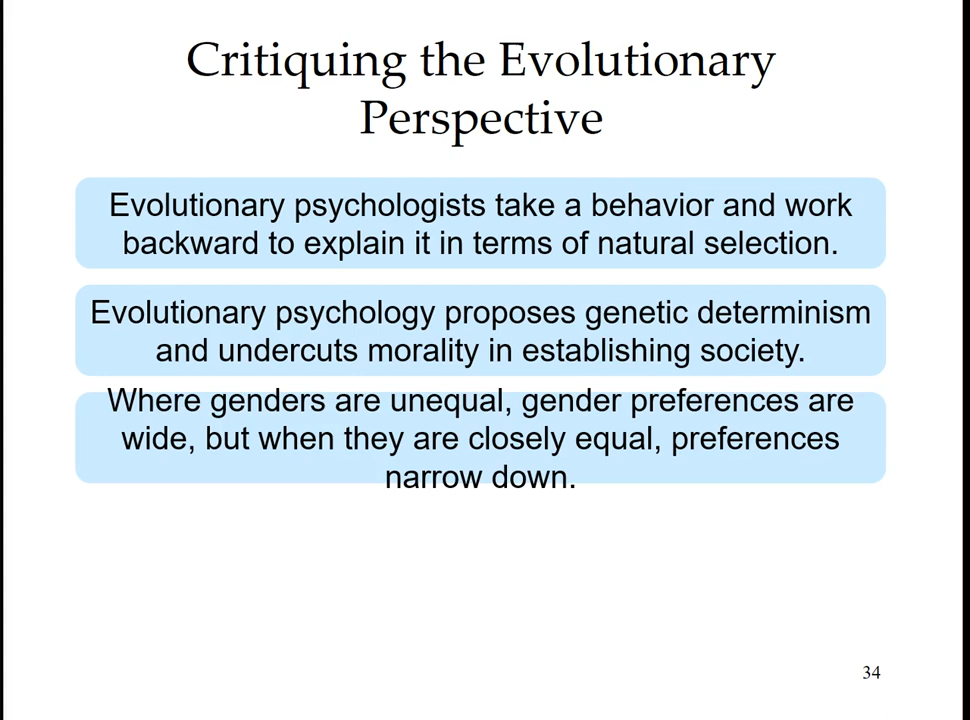 Critiquing the Evolutionary
Perspective
Evolutionary psychologists take a behavior and work
backward to explain it in terms of natural selection.
Evolutionary psychology proposes genetic determinism
and undercuts morality in establishing society.
Where genders are unequal, gender preferences are
wide, but when they are closely equal, preferences
narrow down.
34